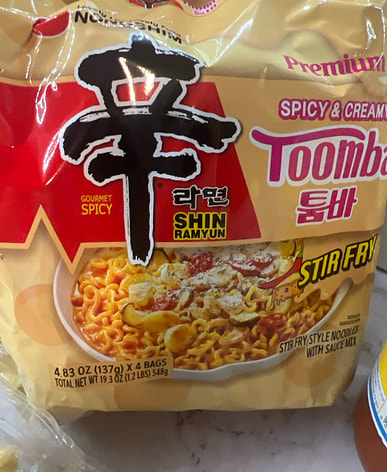 NONGSHIM
Premium
辛
SPICY & CREAMY
Toomba
툼바
GOURMET
SPICY
라면
SHIN
RAMYUN
STIR FRY
STIR FRY STYLE NOODLES
WITH SAUCE MIX
4.83 OZ (137g) X 4 BAGS
TOTAL NET WT 19.3 OZ (1.2 LBS) 548g